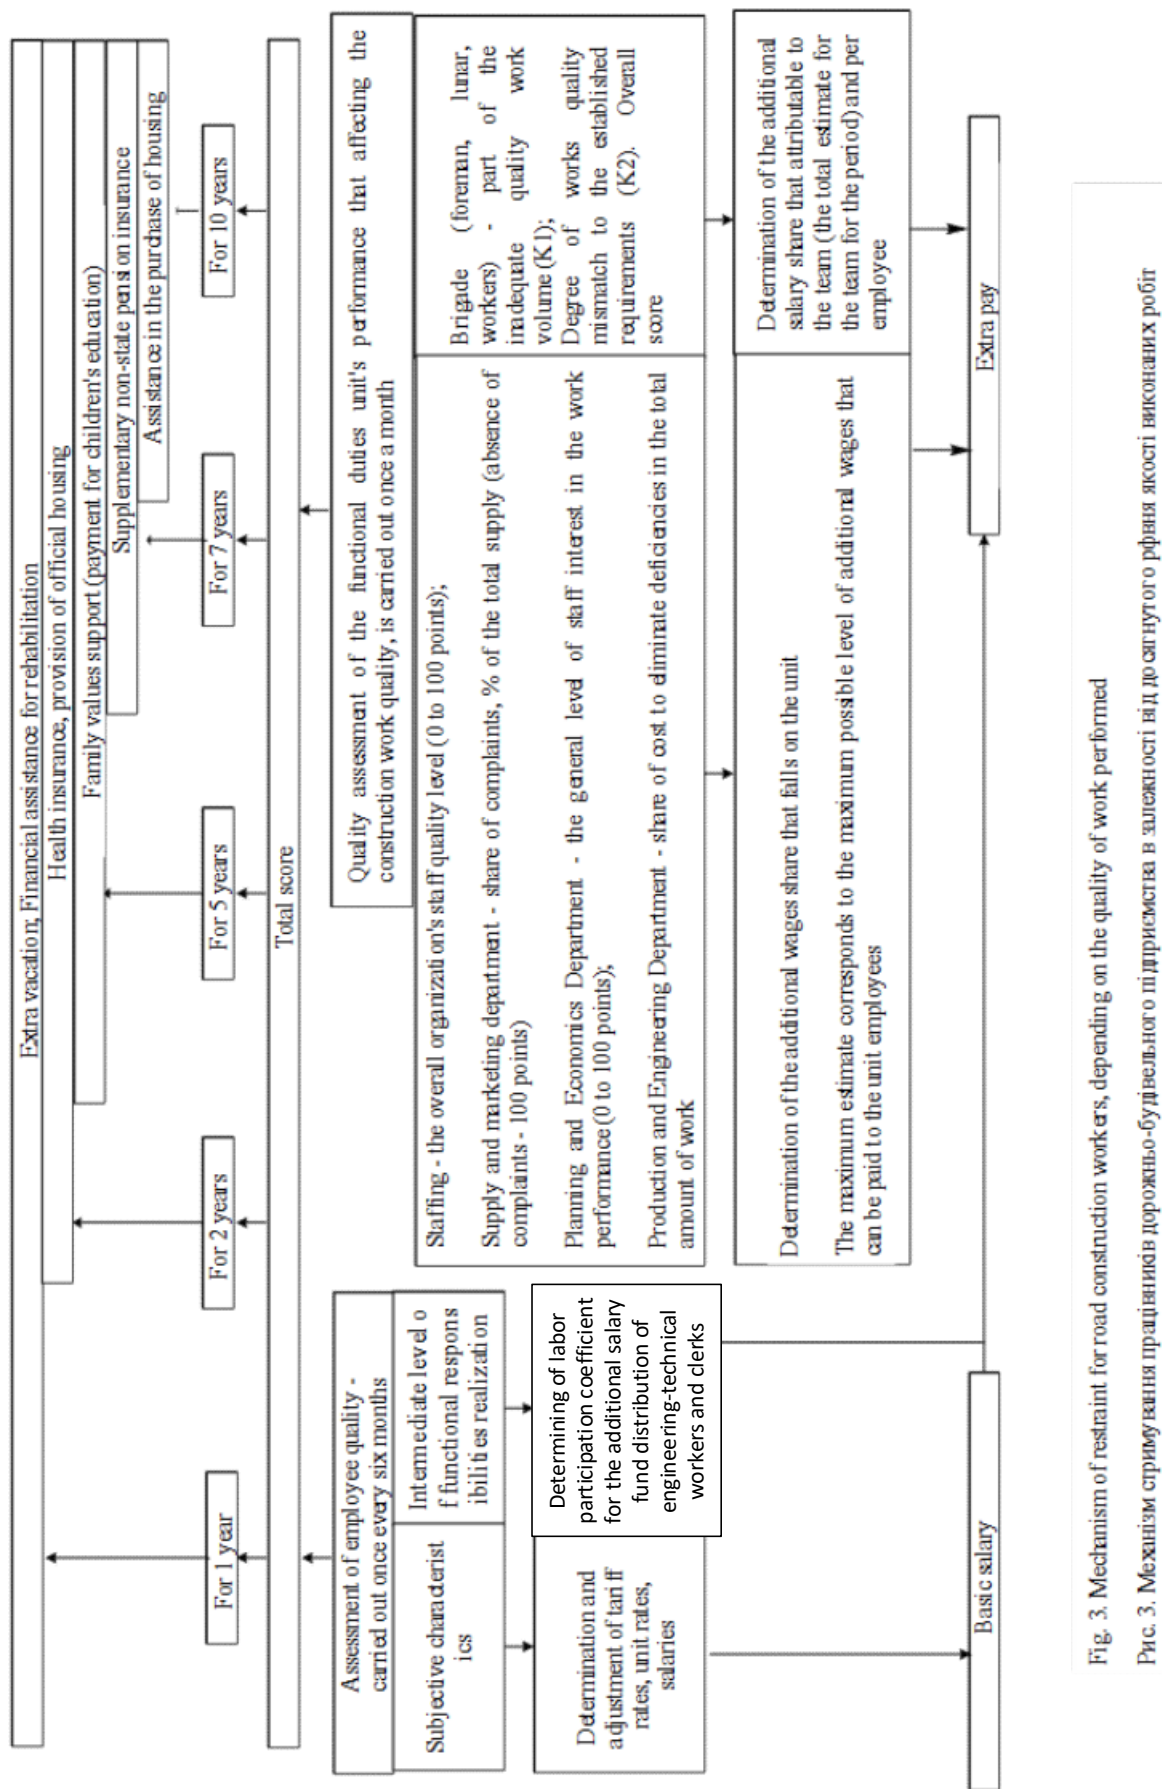 Extra vacation; Financial assistance for rehabilitation
Health insurance, provision of official housing
Family values support (payment for children's education)
Supplementary non-state pension insurance
Assistance in the purchase of housing
For 1 year
For 2 years
For 5 years
For 7 years
For 10 years
Total score
Assessment of employee quality -
carried out once every six months
Subjective characterist
ics
Intermediate level o
f functional respons
ibilities realization
Determination and
adjustment of tariff
rates, unit rates,
salaries
Determining of labor
participation coefficient
for the additional salary
fund distribution of
engineering-technical
workers and clerks
Quality assessment of the functional duties unit's performance that affecting the
construction work quality, is carried out once a month
Staffing - the overall organization's staff quality level (0 to 100 points);
Supply and marketing department - share of complaints, % of the total supply (absence of
complaints - 100 points)
Planning and Economics Department - the general level of staff interest in the work
performance (0 to 100 points);
Production and Engineering Department - share of cost to diminate deficiencies in the total
amount of work
Brigade (foreman, lunar,
workers) - part of the
inadequate quality work
volume (K1);
Degree of works quality
mismatch to the established
requirements (K2). Overall
score
Determination of the additional wages share that falls on the unit
The maximum estimate corresponds to the maximum possible level of additional wages that
can be paid to the unit employees
Determination of the additional
salary share that attributable to
the team (the total estimate for
the team for the period) and per
employee
Basic salary
Extra pay
Fig. 3. Mechanism of restraint for road construction workers, depending on the quality of work performed
Рис. 3. Механізм стримування працівників дорожньо-будівельного підприємства в залежності від досягнутого рфвня якості виконаних робіт